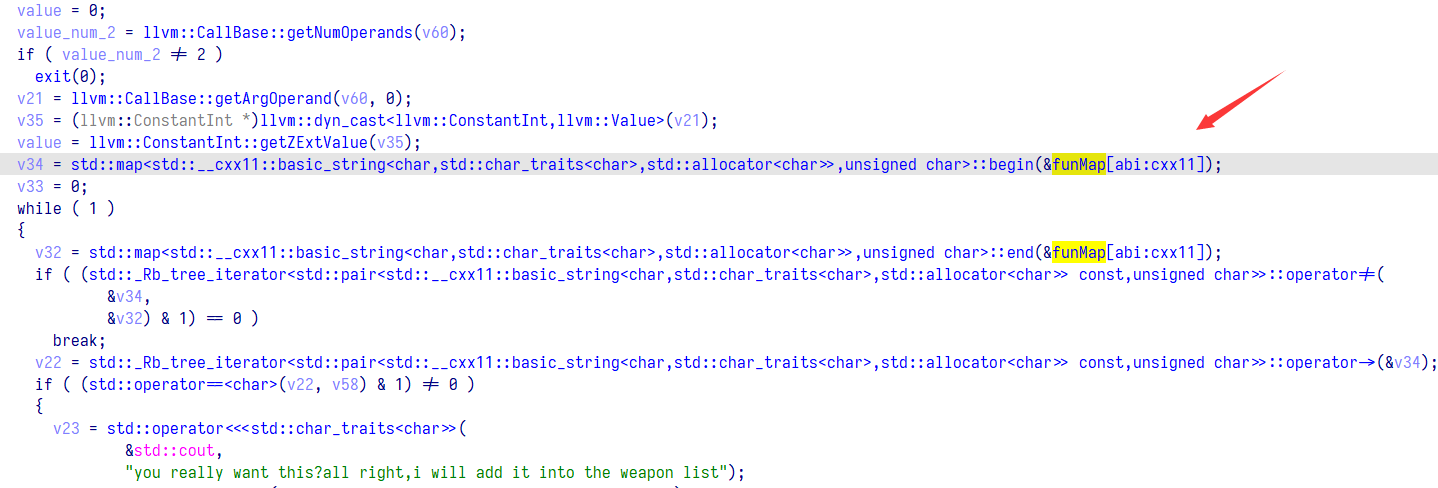 value = 0;
value_num_2 = llvm::CallBase::getNumOperands(v60);
if ( value_num_2 ≠ 2 )
exit(0);
v21 = llvm::CallBase::getArgOperand(v60, 0);
v35 = (llvm::ConstantInt *)llvm::dyn_cast<llvm::ConstantInt,llvm::Value>(v21);
value = llvm::ConstantInt::getZExtValue(v35);
v34 = std::map<std::__cxx11::basic_string<char,std::char_traits<char>,std::allocator<char>>,unsigned char>::begin(&funMap[abi:cxx11]);
v33 = 0;
while ( 1 )
{
v32 = std::map<std::__cxx11::basic_string<char,std::char_traits<char>,std::allocator<char>>,unsigned char>::end(&funMap[abi:cxx11]);
if ( (std::_Rb_tree_iterator<std::pair<std::__cxx11::basic_string<char,std::char_traits<char>,std::allocator<char>> const,unsigned char>>::operator≠(
&v34,
&v32) & 1) == 0 )
break;
v22 = std::_Rb_tree_iterator<std::pair<std::__cxx11::basic_string<char,std::char_traits<char>,std::allocator<char>> const,unsigned char>>::operator->(&v34);
if ( (std::operator==<char>(v22, v58) & 1) ≠ 0 )
{
v23 = std::operator<<<std::char_traits<char>>(
&std::cout,
"you really want this?all right,i will add it into the weapon list");